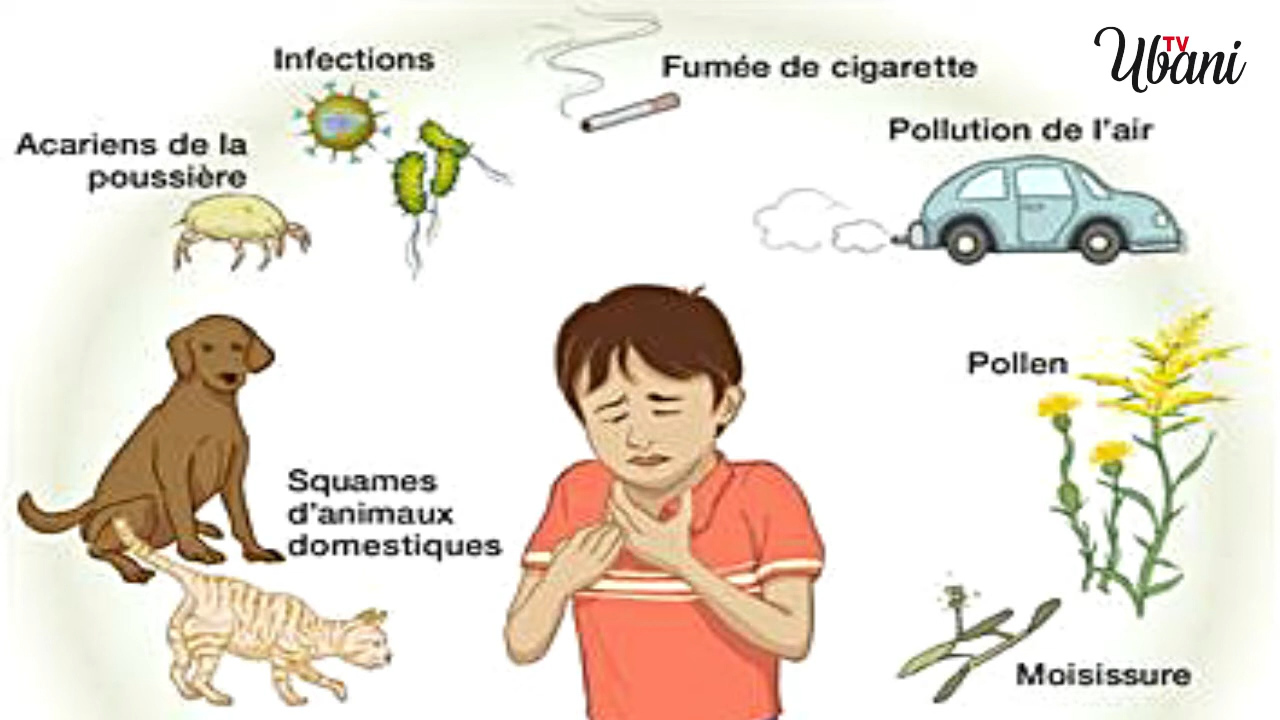 Infections
Fumée de cigarette
Ubani
TV
Acariens de la
poussière
Pollution de l'air
Pollen
Squames
d'animaux
domestiques
Moisissure